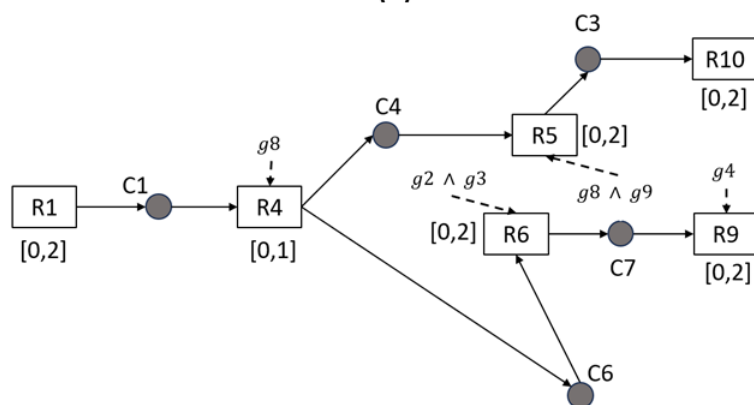 C3
R10
[0,2]
C4
R5
[0,2]
g8
g2 ∧ g3
g8 ∧ g9
g4
R1
C1
R4
[0,2]
R6
R9
[0,2]
[0,1]
C7
[0,2]
C6